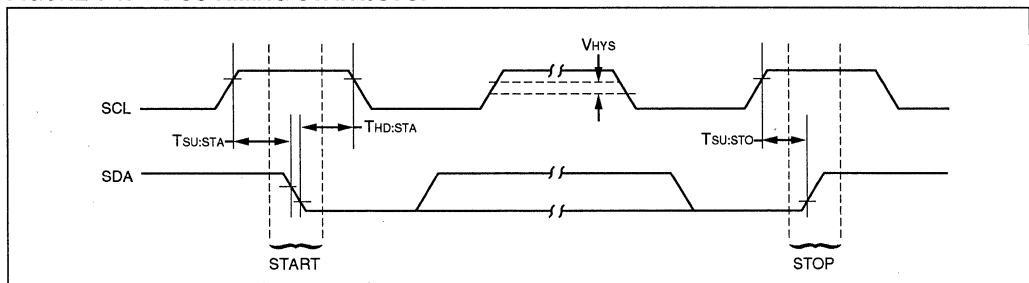 VHYS
SCL
TSU:STA
THD:STA
TSU:STO
SDA
START
STOP